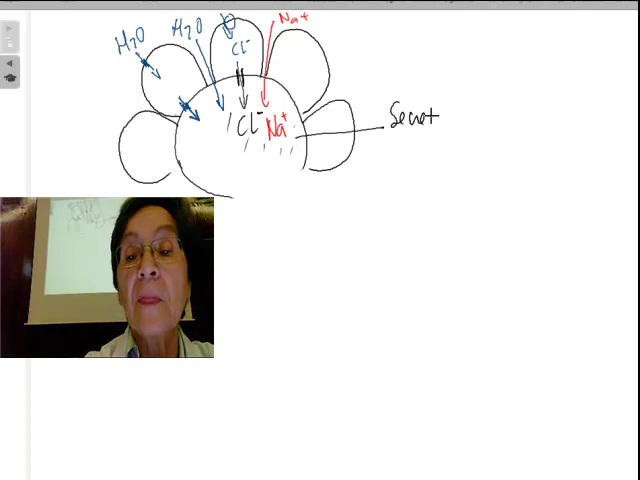 Na+
H2O
H2O
Cl-
Cl-
Na+
Secret